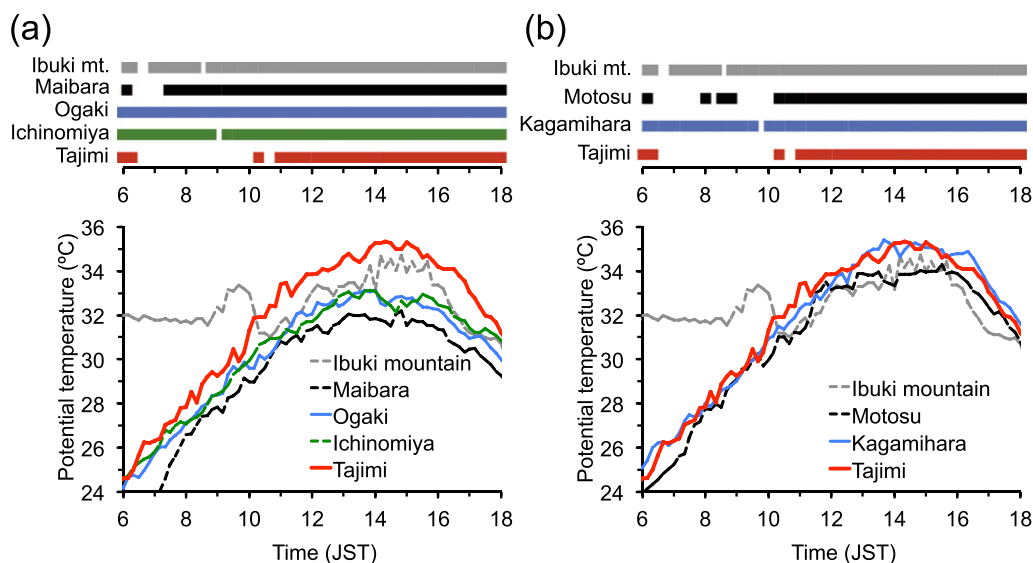 (a)
Ibuki mt.
Maibara
Ogaki
Ichinomiya
Tajimi
6 8 10 12 14 16 18
Potential temperature (ºC)
36
34
32
30
28
26
24
Ibuki mountain
Maibara
Ogaki
Ichinomiya
Tajimi
6 8 10 12 14 16 18
Time (JST)
(b)
Ibuki mt.
Motosu
Kagamihara
Tajimi
6 8 10 12 14 16 18
Potential temperature (ºC)
36
34
32
30
28
26
24
Ibuki mountain
Motosu
Kagamihara
Tajimi
6 8 10 12 14 16 18
Time (JST)